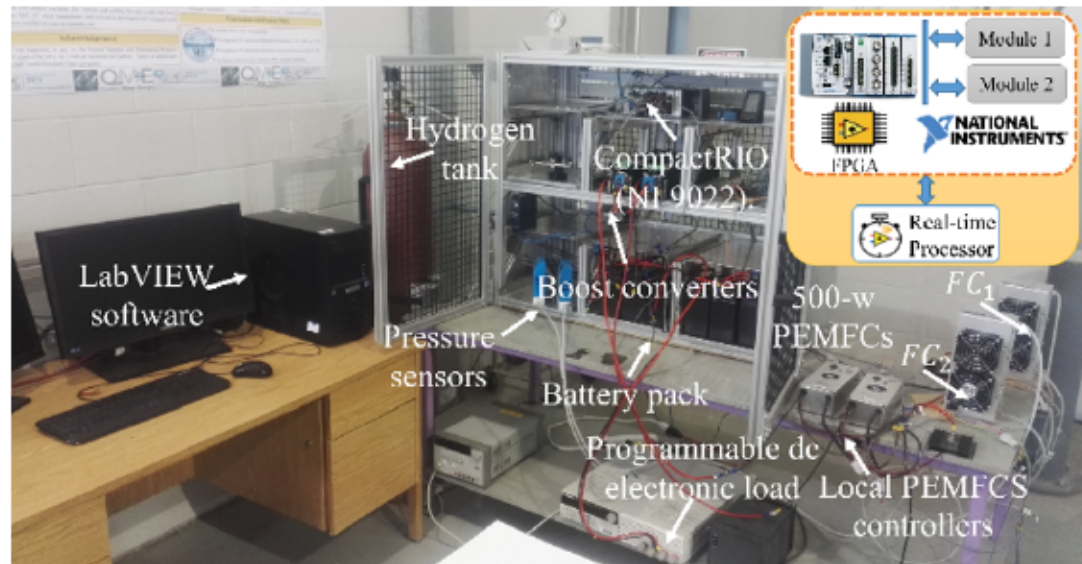 Module 1
Module 2
NATIONAL
INSTRUMENTS
FPGA
Real-time
Processor
Hydrogen
tank
CompactRIO
(NI 9022).
LabVIEW
software
Boost converters
500-w
PEMFCs
FC₁
FC₂
Pressure
sensors
Battery pack
Programmable dc
electronic load
Local PEMFCS
controllers